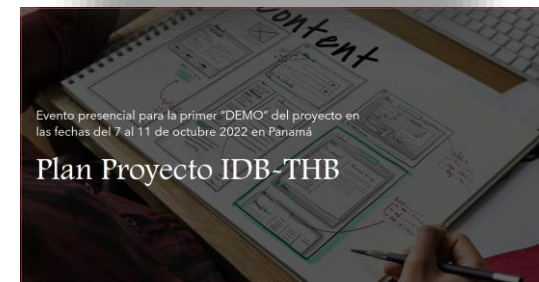 Content
Evento presencial para la primer "DEMO" del proyecto en
las fechas del 7 al 11 de octubre 2022 en Panamá
Plan Proyecto IDB-THB